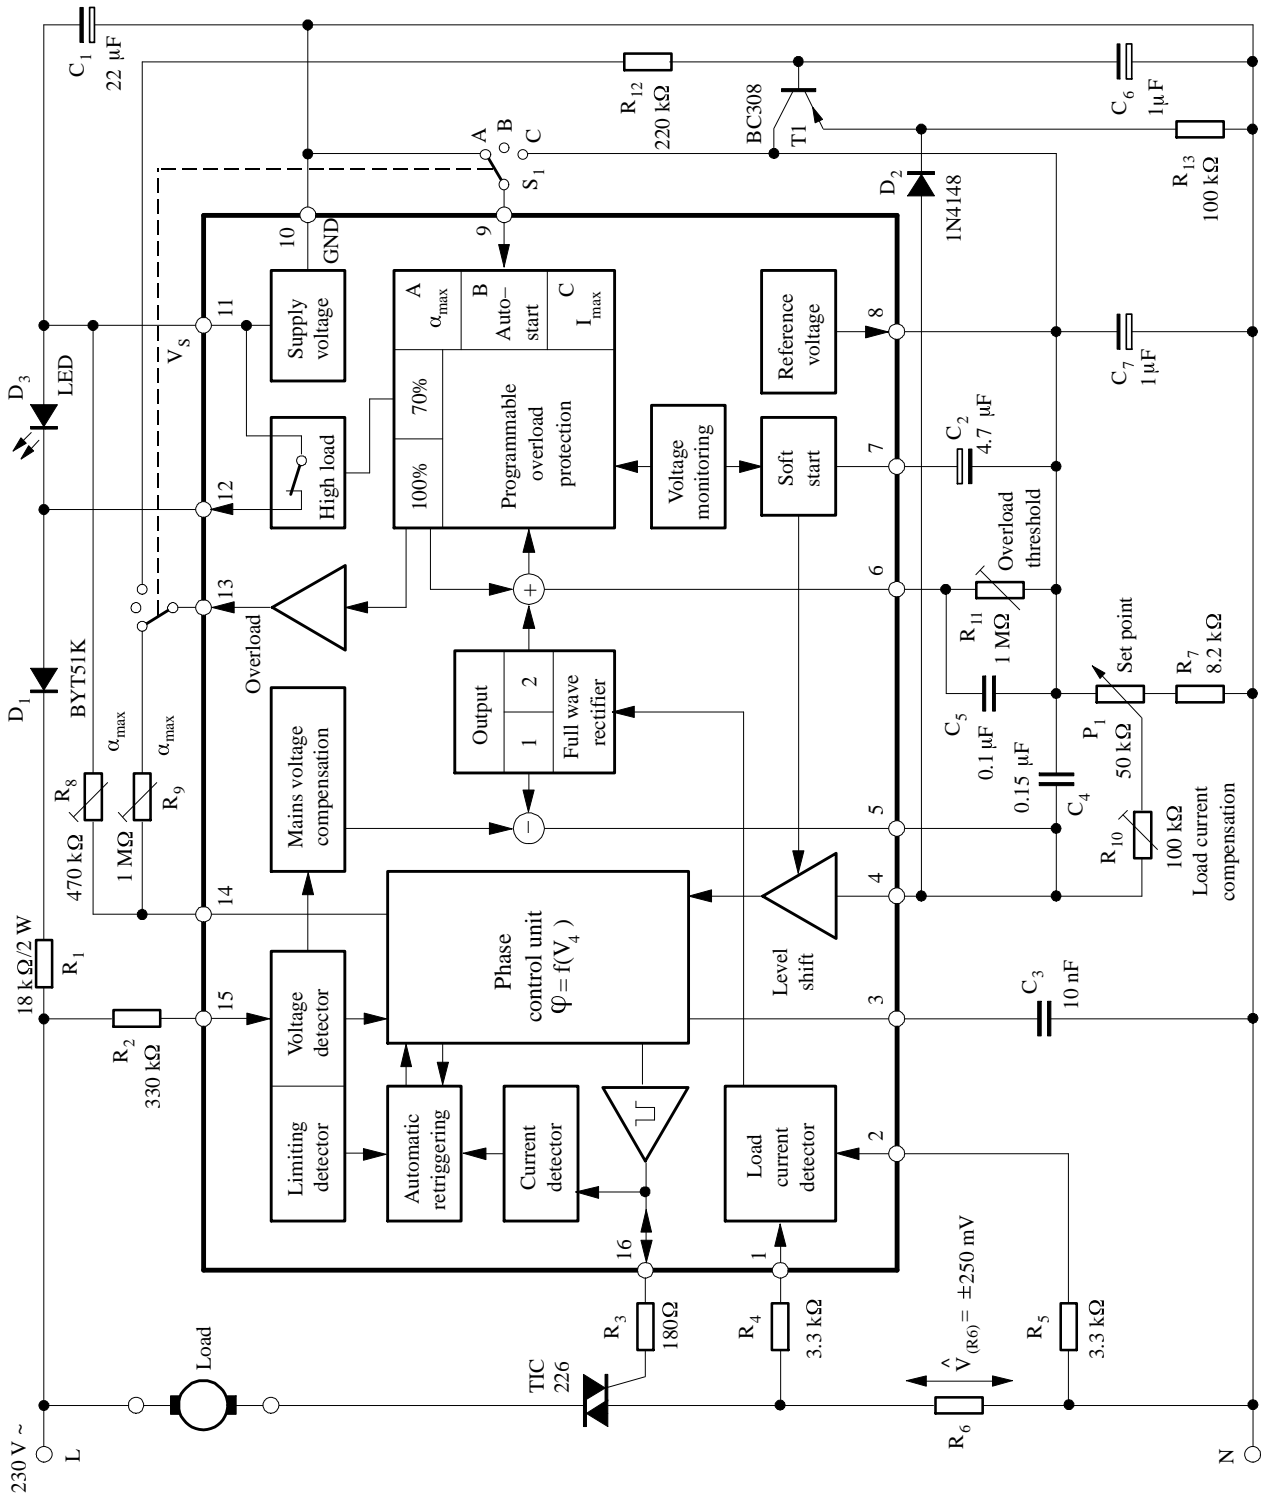 230 V ~
L
Load
18 kΩ/2 W
R1
D1
BYT51K
D3
LED
C1
22 µF
R2
330 kΩ
470 kΩ
R8
αmax
1 MΩ
R9
αmax
VS
15
14
13
12
11
10
GND
9
S1
A
B
C
R12
220 kΩ
BC308
T1
C6
1µF
R13
100 kΩ
D2
1N4148
Limiting
detector
Voltage
detector
Mains voltage
compensation
Overload
High load
Supply
voltage
Automatic
retriggering
Current
detector
Phase
control unit
φ = f(V4)
Output
1
2
Full wave
rectifier
−
+
100%
70%
Programmable
overload
protection
A
αmax
B
Auto−
start
C
Imax
Voltage
monitoring
Soft
start
Reference
voltage
Level
shift
Load
current
detector
16
1
2
3
4
5
6
7
8
TIC
226
R3
180Ω
R4
3.3 kΩ
R6
^V(R6) = ±250 mV
R5
3.3 kΩ
C3
10 nF
R10
100 kΩ
Load current
compensation
C4
0.15 µF
C5
0.1 µF
R11
1 MΩ
Overload
threshold
C2
4.7 µF
C7
1µF
P1
50 kΩ
Set point
R7
8.2 kΩ
N